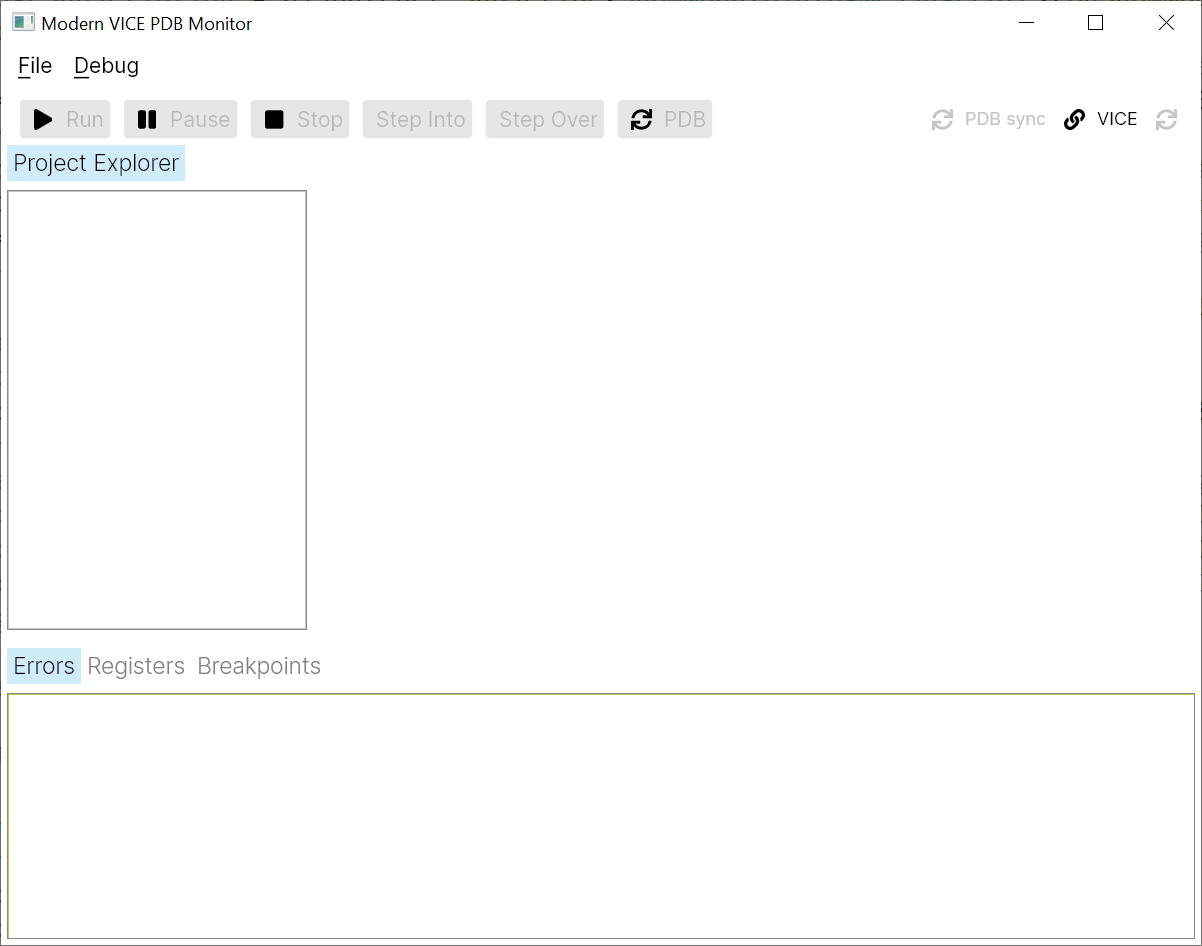 Modern VICE PDB Monitor
File Debug
Run Pause Stop Step Into Step Over PDB PDB sync VICE
Project Explorer
Errors Registers Breakpoints